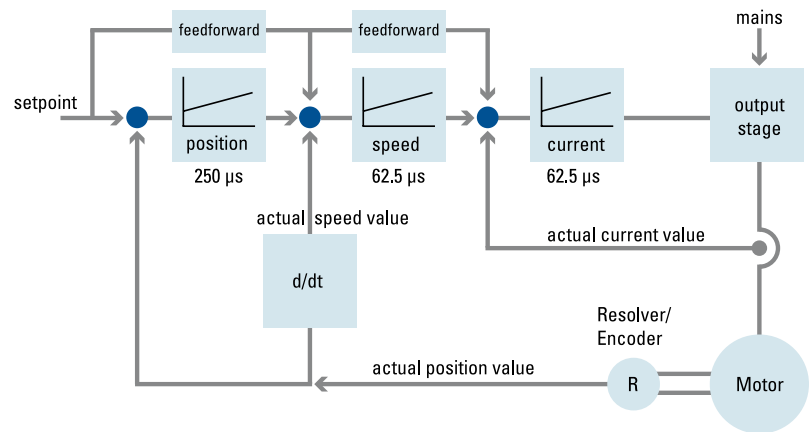 mains
feedforward
feedforward
setpoint
position
speed
current
output
stage
250 µs
62.5 µs
62.5 µs
actual speed value
actual current value
d/dt
Resolver/
Encoder
actual position value
R
Motor